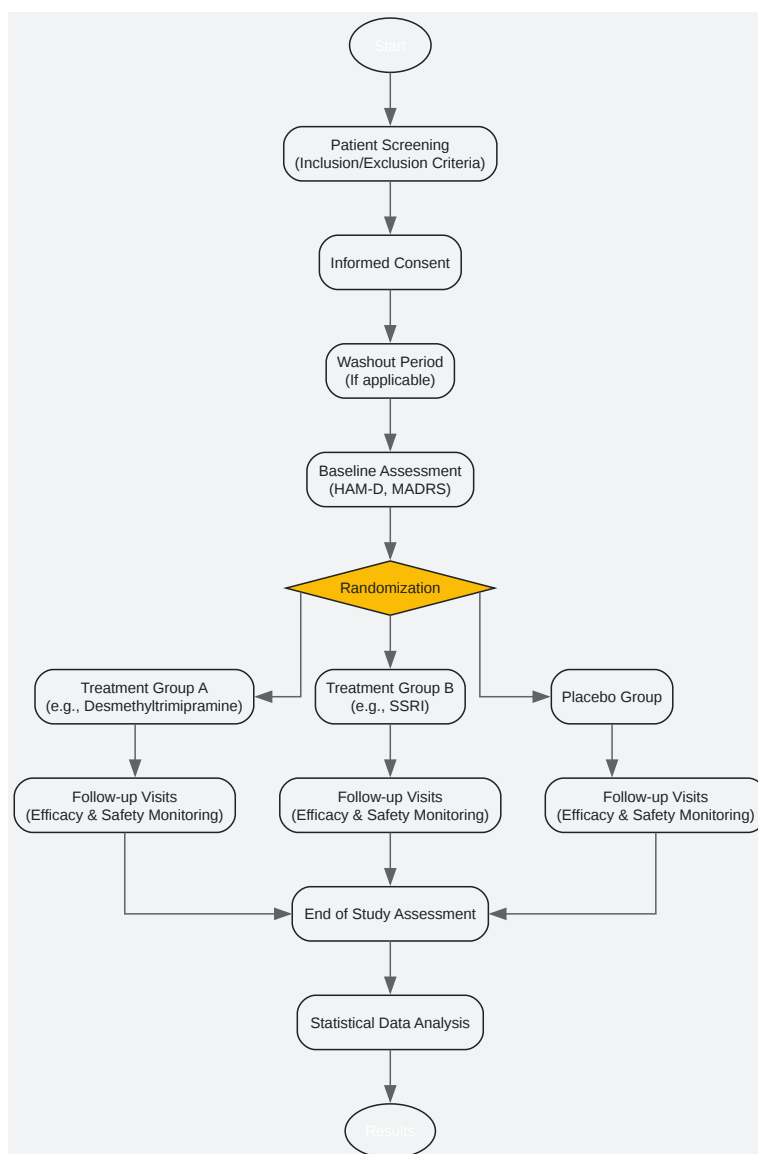 Start
Patient Screening
(Inclusion/Exclusion Criteria)
Informed Consent
Washout Period
(If applicable)
Baseline Assessment
(HAM-D, MADRS)
Randomization
Treatment Group A
(e.g., Desmethyltrimipramine)
Treatment Group B
(e.g., SSRI)
Placebo Group
Follow-up Visits
(Efficacy & Safety Monitoring)
Follow-up Visits
(Efficacy & Safety Monitoring)
Follow-up Visits
(Efficacy & Safety Monitoring)
End of Study Assessment
Statistical Data Analysis
Results